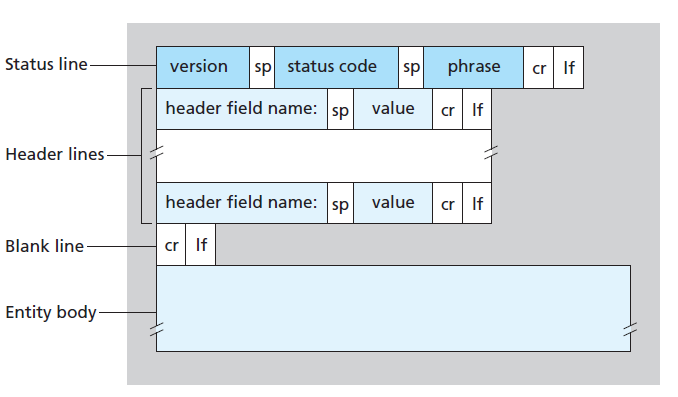 Status line
version sp status code sp phrase cr lf
header field name: sp value cr lf
Header lines
header field name: sp value cr lf
Blank line
cr lf
Entity body